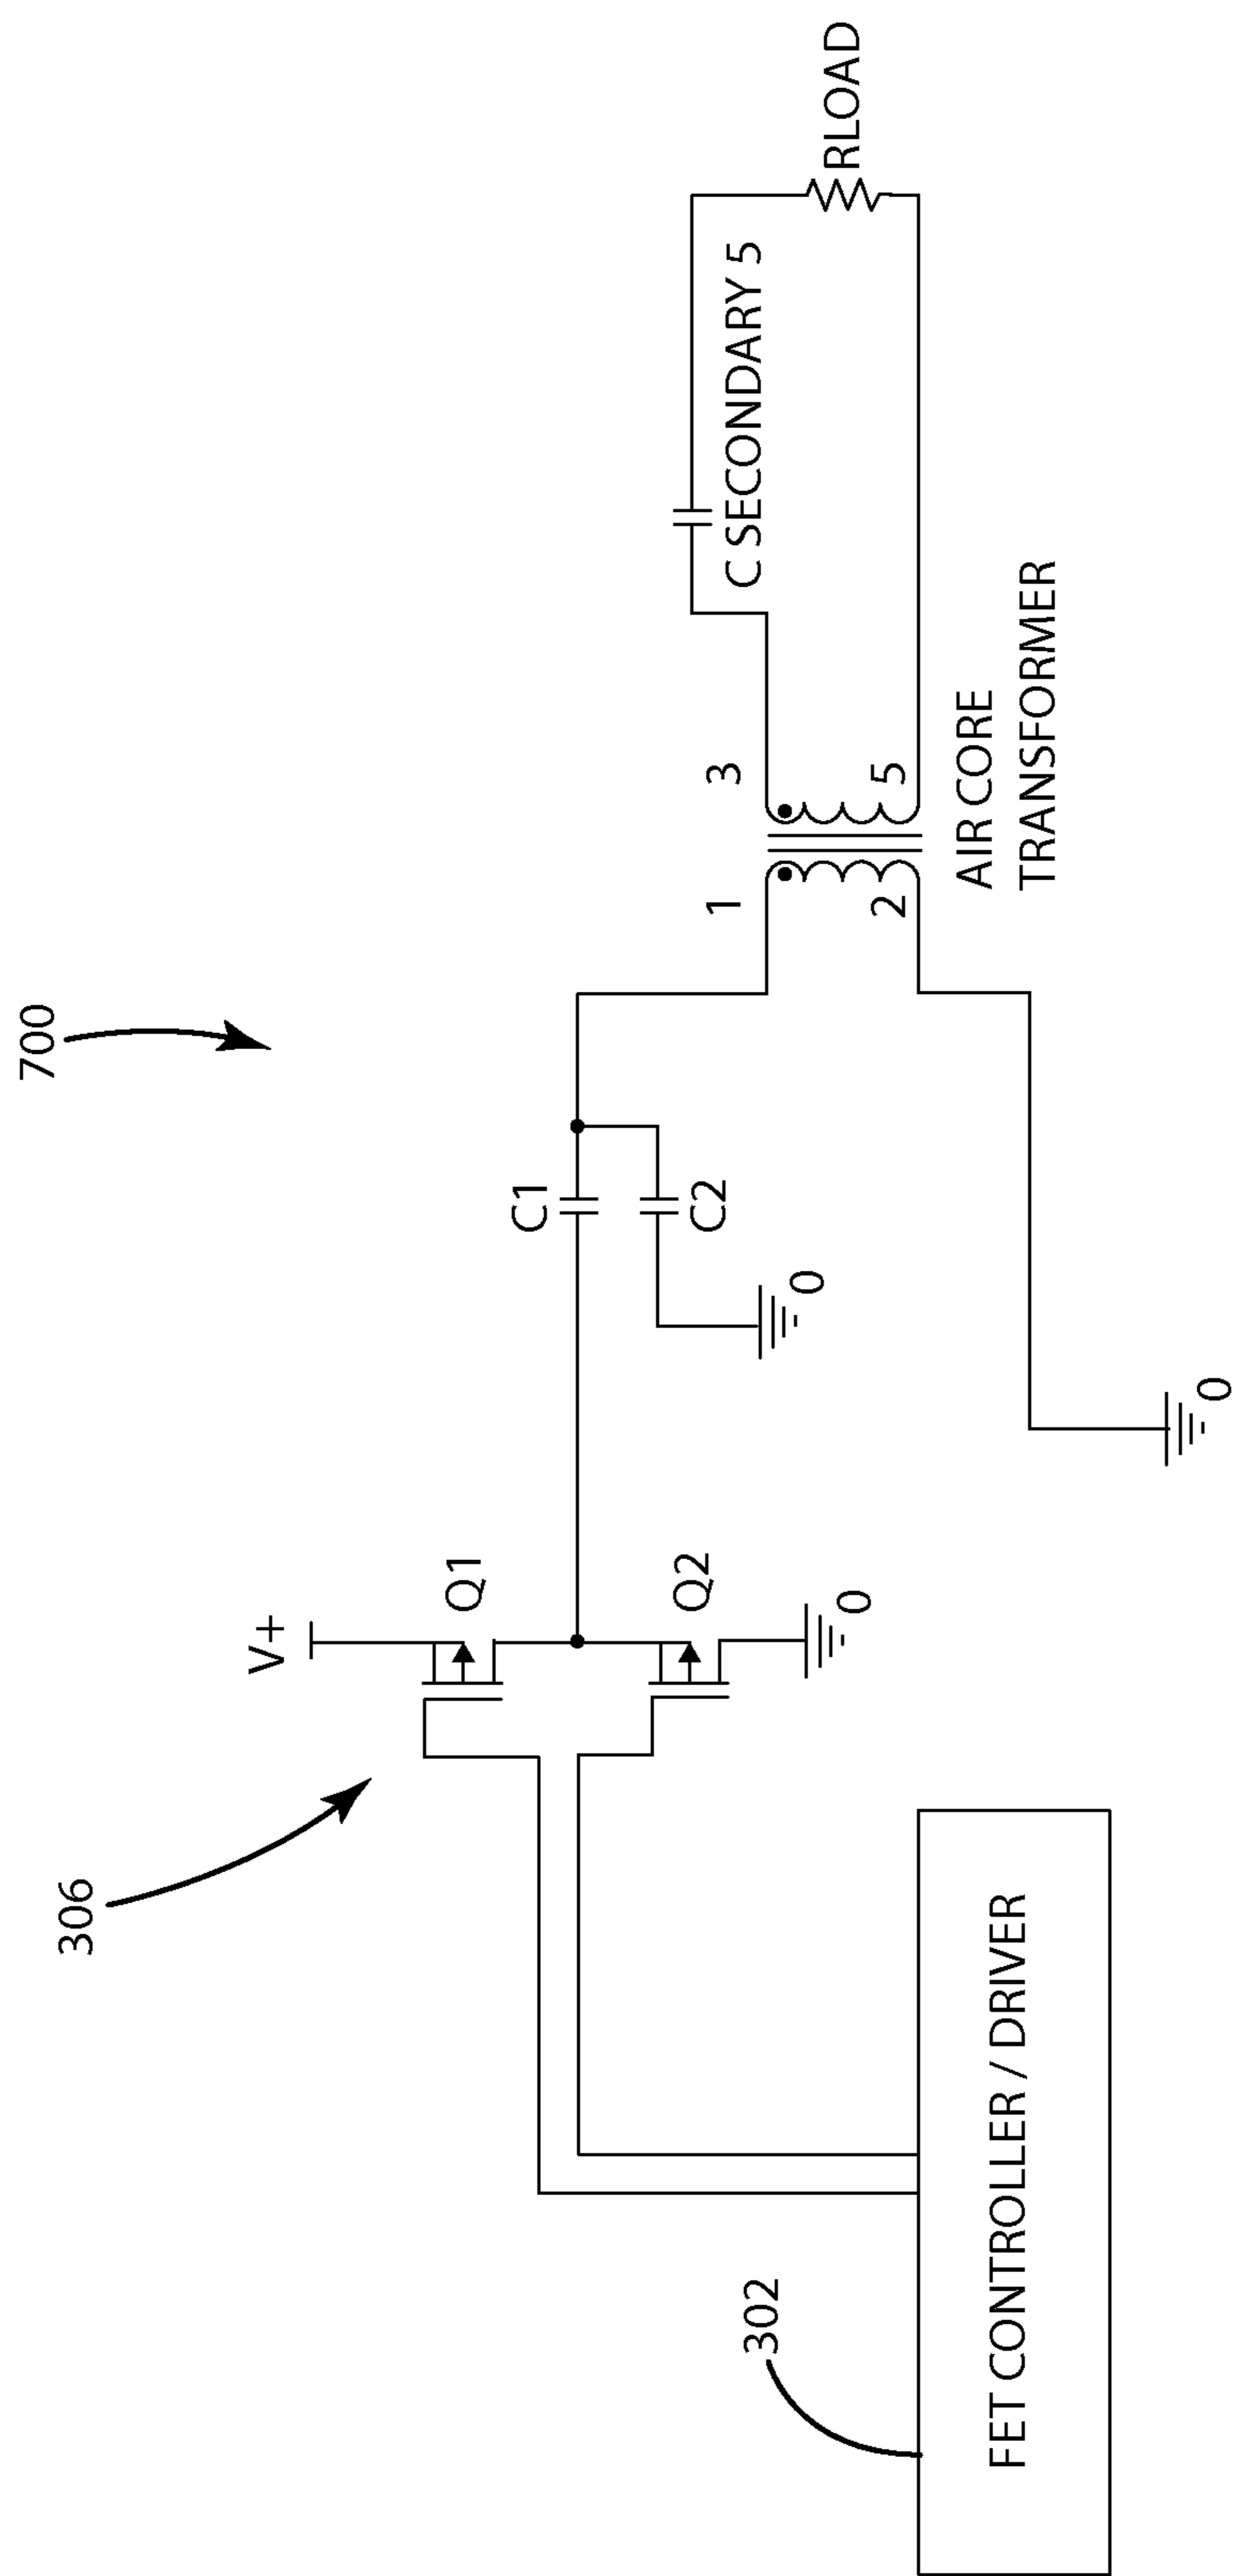 700
306
V+
Q1
Q2
0
302
FET CONTROLLER / DRIVER
C1
C2
0
0
1
2
3
5
AIR CORE
TRANSFORMER
C SECONDARY 5
RLOAD